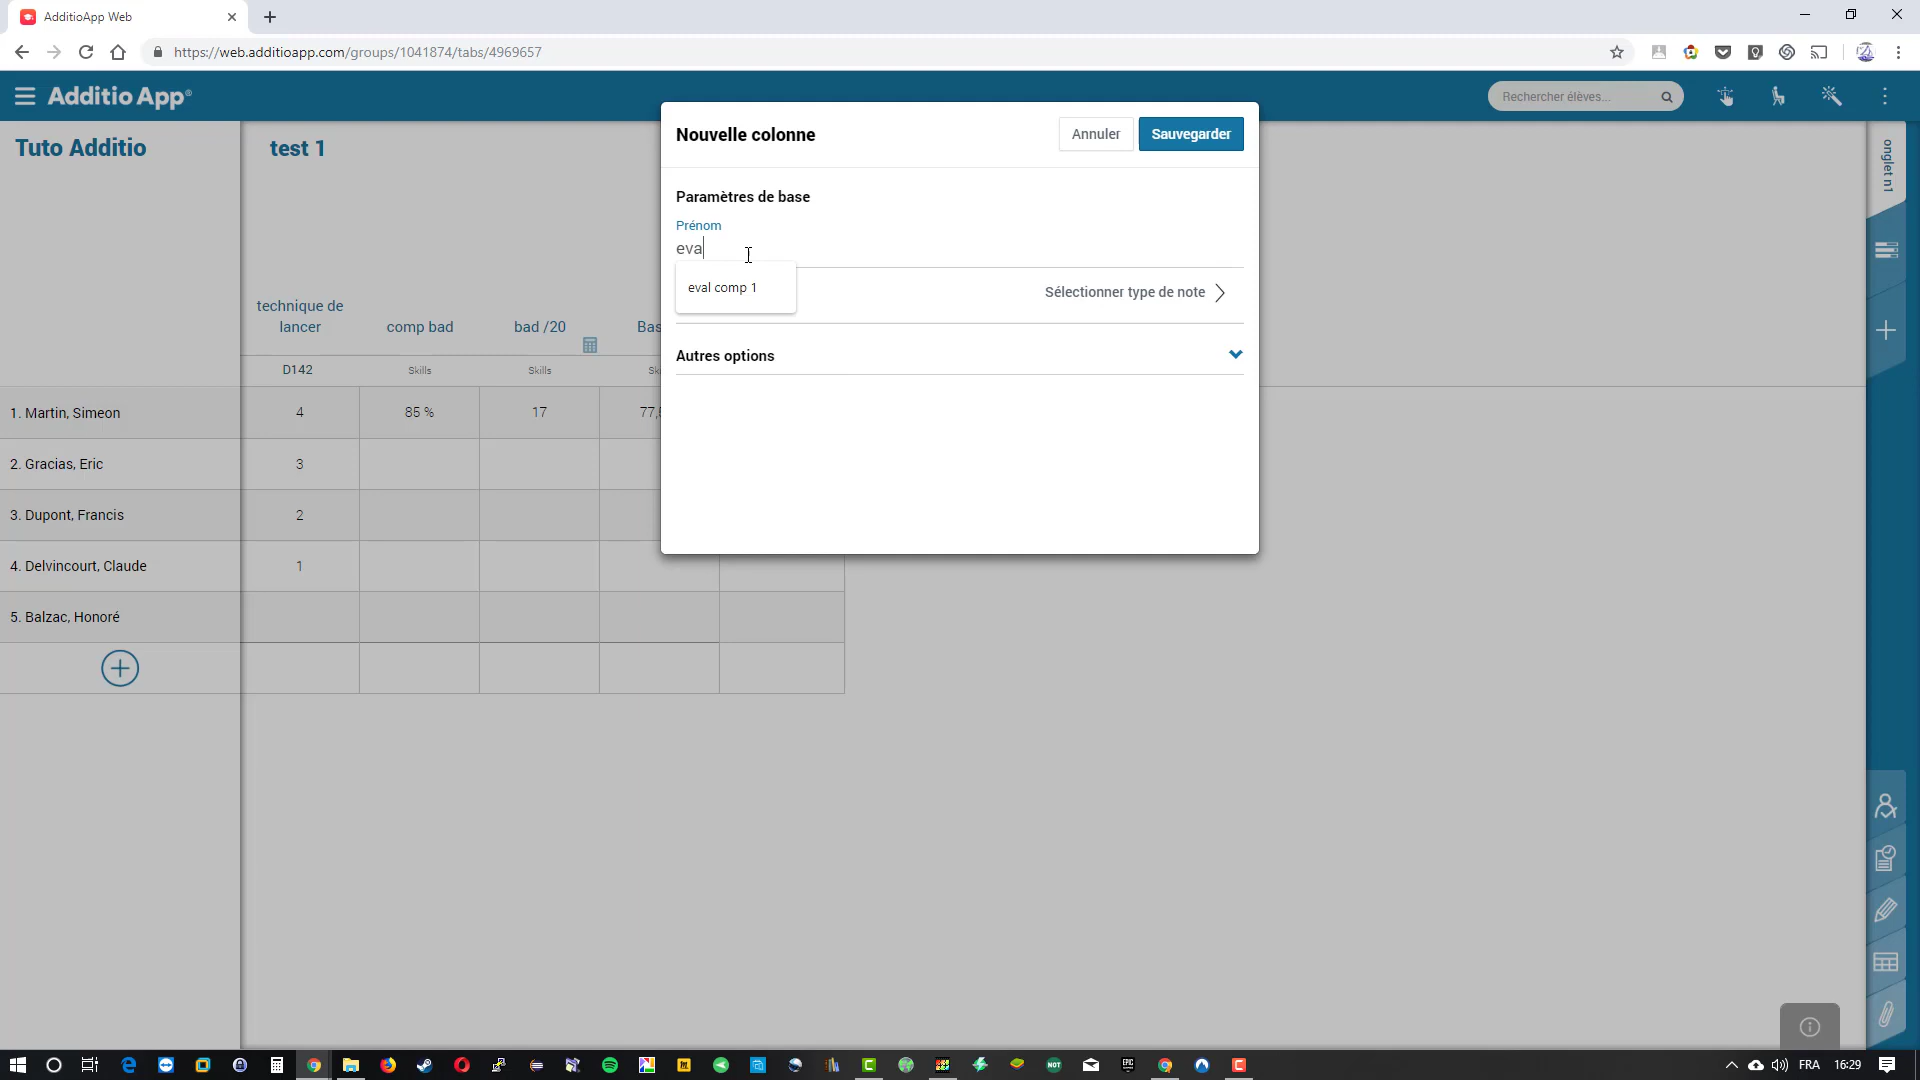 AdditioApp Web
https://web.additioapp.com/groups/1041874/tabs/4969657
Additio App®
Rechercher élèves...
Tuto Additio
test 1
onglet n1
Nouvelle colonne
Annuler
Sauvegarder
Paramètres de base
Prénom
eva
eval comp 1
Sélectionner type de note
Autres options
technique de
lancer
comp bad
bad /20
Bas
D142
Skills
Skills
1. Martin, Simeon
4
85 %
17
2. Gracias, Eric
3
3. Dupont, Francis
2
4. Delvincourt, Claude
1
5. Balzac, Honoré
FRA
16:29